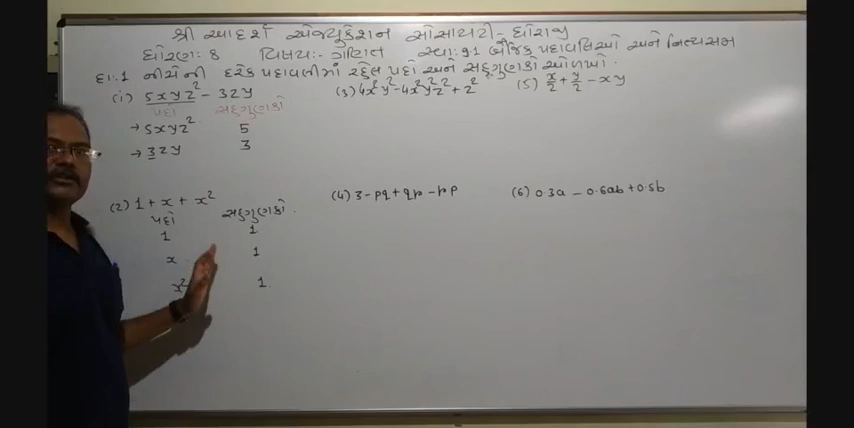 શ્રી આદર્શ એજ્યુકેશન સોસાયટી - ધોરાજી
ધોરણ: ૪ વિષય:- ગણિત સ્વા: 9.1 બૈજિક પદાવલિઓ અને નિત્યસમ
દા:1 નીચેની દરેક પદાવલીમાં રહેલ પદો અને સહગુણકો ઓળખો.
(i) 5xyz² - 3zy
પદો સહગુણકો
→ 5xyz² 5
→ 3zy 3
(2) 1 + x + x²
પદો સહગુણકો
1 1
x 1
x² 1
(3) 4x²y² - 4x²y²z² + z²
(4) 3 - pq + qr - rp
(5) x/2 + y/2 - xy
(6) 0.3a - 0.6ab + 0.5b